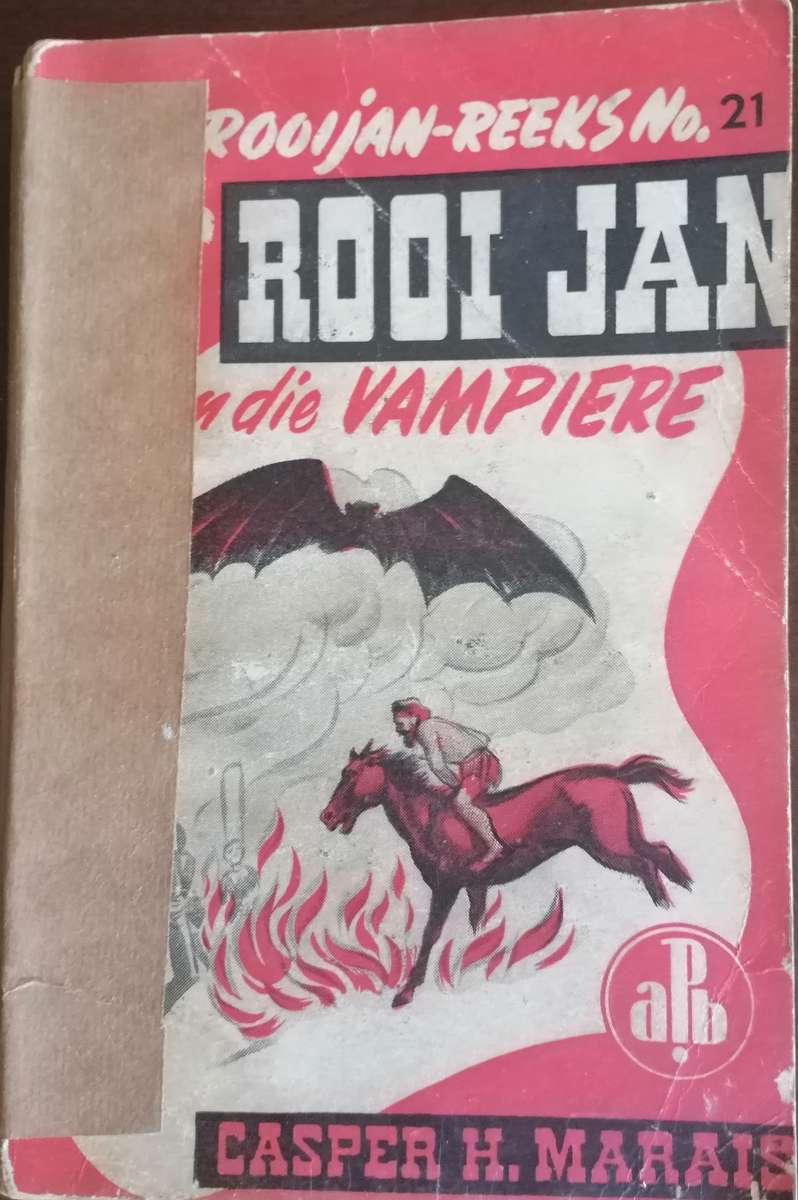 ROOIJAN-REEKS No. 21
ROOI JAN
die VAMPIERE
aPb
CASPER H. MARAIS